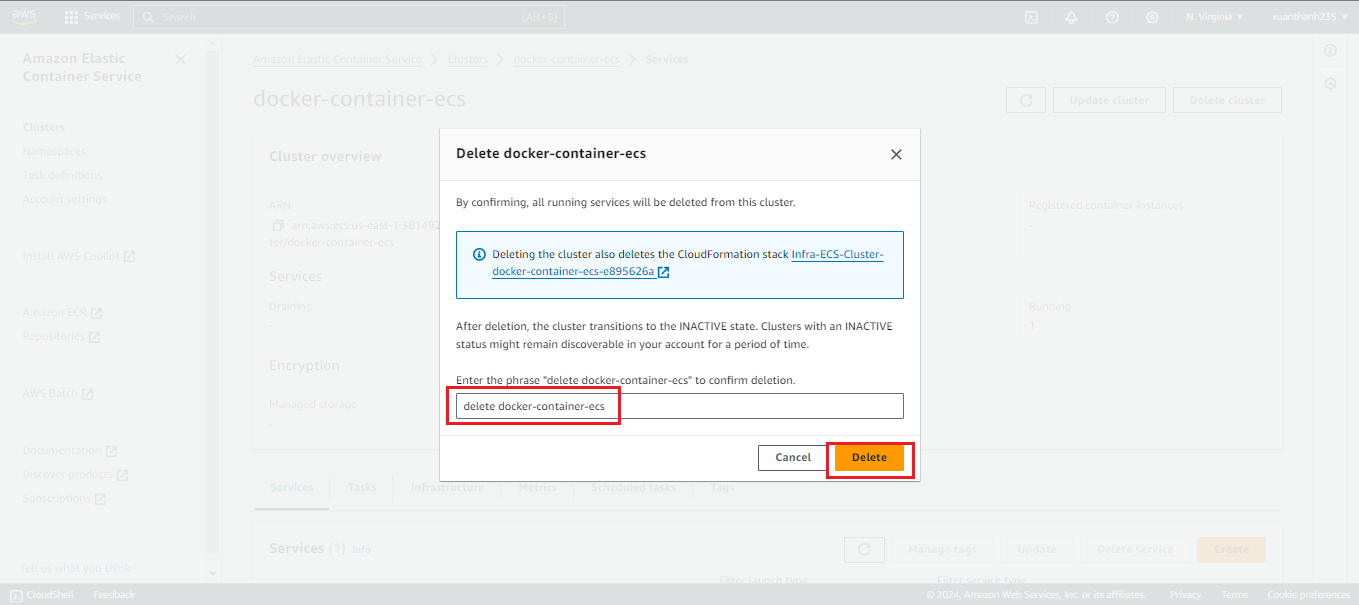 aws
Services
Search
[Alt+S]
N. Virginia
xuanthanh235
Amazon Elastic
Container Service
Clusters
Namespaces
Task definitions
Account settings
Install AWS Copilot
Amazon ECR
Repositories
AWS Batch
Documentation
Discover products
Subscriptions
Tell us what you think
Amazon Elastic Container Service
Clusters
docker-container-ecs
Services
docker-container-ecs
Update cluster
Delete cluster
Cluster overview
ARN
arn:aws:ecs:us-east-1:381492
ter/docker-container-ecs
Registered container instances
-
Services
Draining
-
Running
1
Encryption
Managed storage
-
Delete docker-container-ecs
By confirming, all running services will be deleted from this cluster.
Deleting the cluster also deletes the CloudFormation stack Infra-ECS-Cluster-
docker-container-ecs-e895626a
After deletion, the cluster transitions to the INACTIVE state. Clusters with an INACTIVE
status might remain discoverable in your account for a period of time.
Enter the phrase "delete docker-container-ecs" to confirm deletion.
delete docker-container-ecs
Cancel
Delete
Services
Tasks
Infrastructure
Metrics
Scheduled tasks
Tags
Services (1) Info
Manage tags
Update
Delete service
Create
Filter launch type
Filter service type
CloudShell
Feedback
© 2024, Amazon Web Services, Inc. or its affiliates.
Privacy
Terms
Cookie preferences